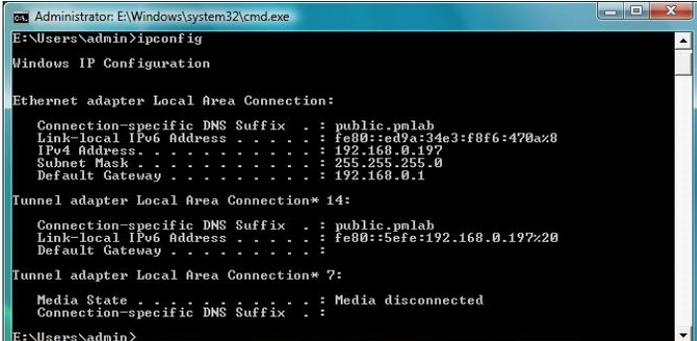 Administrator: E:\Windows\system32\cmd.exe
E:\Users\admin>ipconfig
Windows IP Configuration
Ethernet adapter Local Area Connection:
Connection-specific DNS Suffix . : public.pmlab
Link-local IPv6 Address . . . . . : fe80::ed9a:34e3:f8f6:470a%8
IPv4 Address. . . . . . . . . . . : 192.168.0.197
Subnet Mask . . . . . . . . . . . : 255.255.255.0
Default Gateway . . . . . . . . . : 192.168.0.1
Tunnel adapter Local Area Connection* 14:
Connection-specific DNS Suffix . : public.pmlab
Link-local IPv6 Address . . . . . : fe80::5efe:192.168.0.197%20
Default Gateway . . . . . . . . . :
Tunnel adapter Local Area Connection* 7:
Media State . . . . . . . . . . . : Media disconnected
Connection-specific DNS Suffix . :
E:\Users\admin>